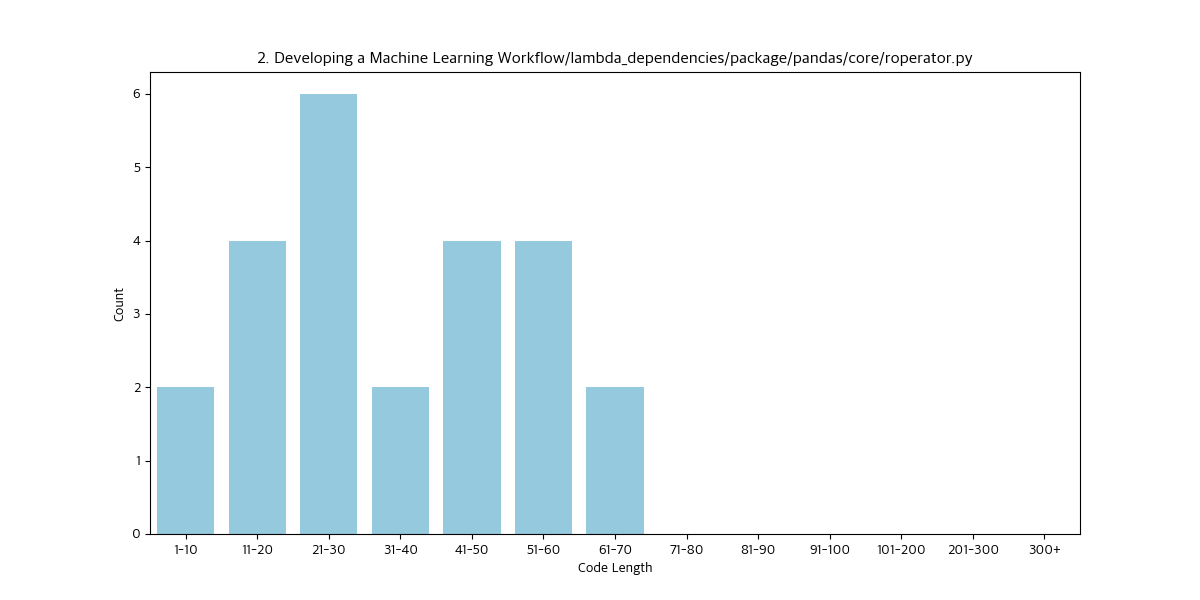 2. Developing a Machine Learning Workflow/lambda_dependencies/package/pandas/core/roperator.py
6
5
4
3
2
1
0
Count
1-10 11-20 21-30 31-40 41-50 51-60 61-70 71-80 81-90 91-100 101-200 201-300 300+
Code Length